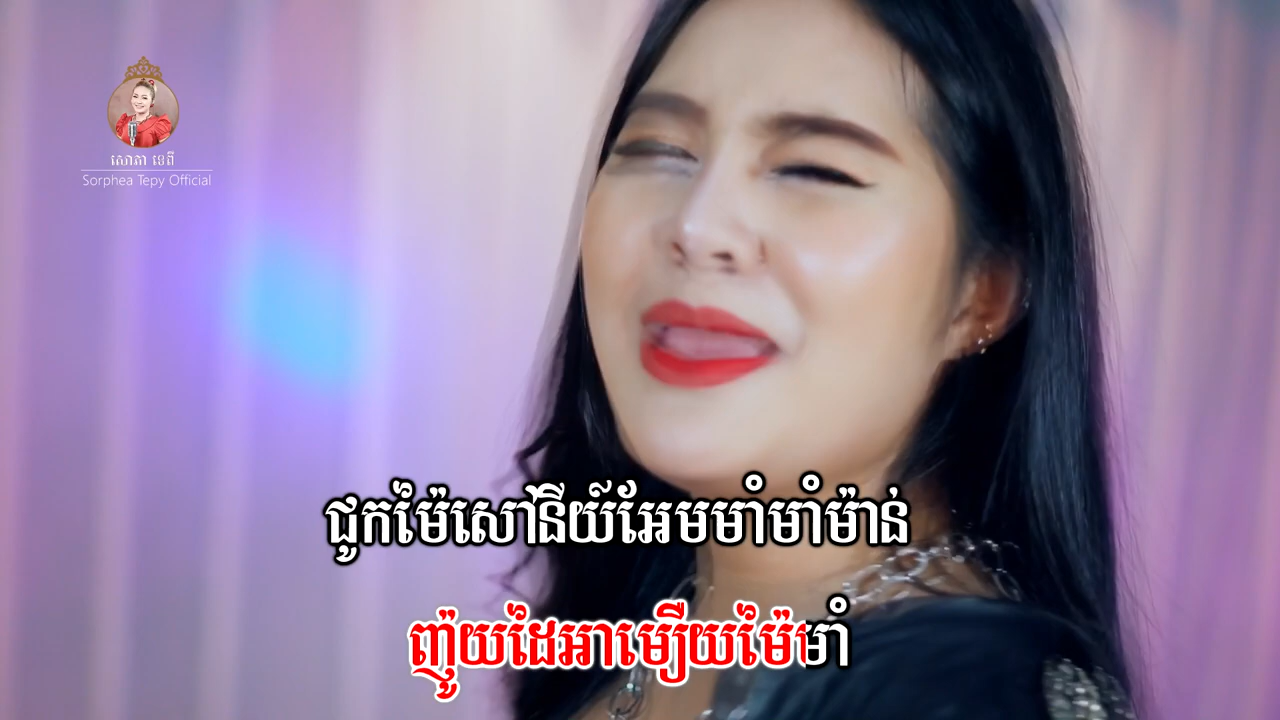 សោភា ទេពី
Sorphea Tepy Official
ជូកម៉ៃសៅនីយ៍អែមមាំមាំម៉ាន់
ញ៉ូយដៃអាម្យើយម៉ៃមាំ